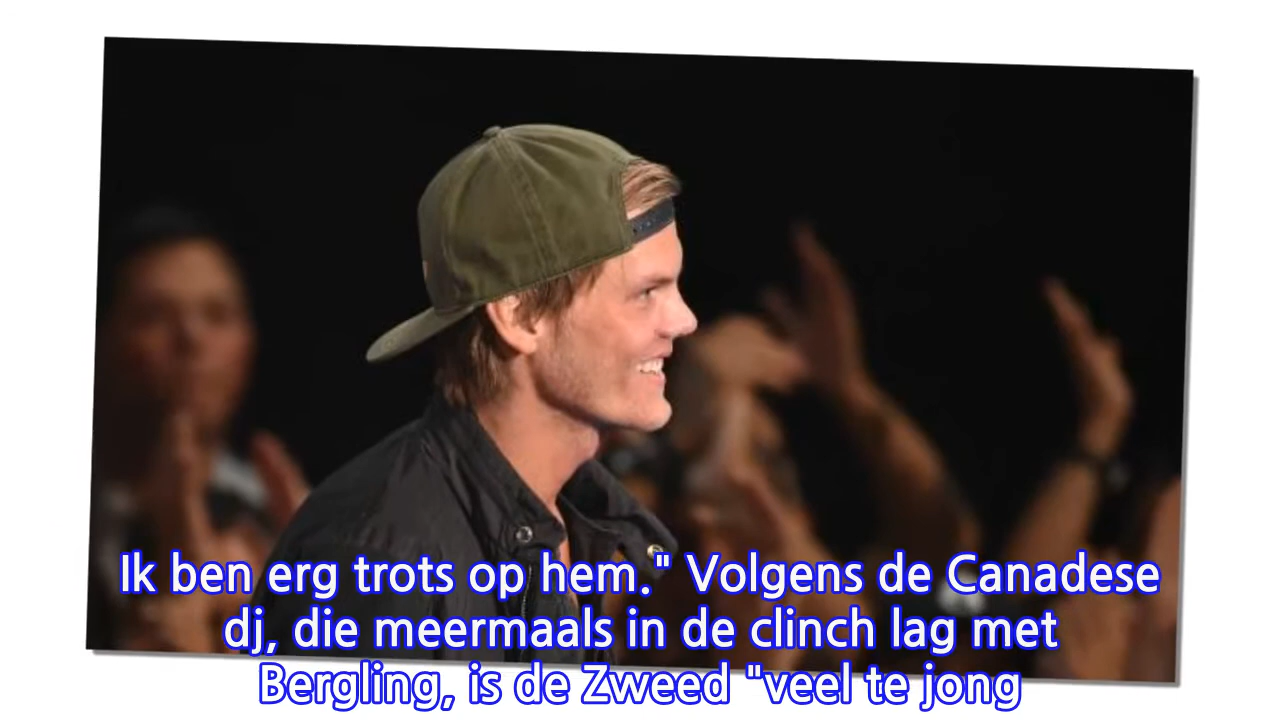 Ik ben erg trots op hem." Volgens de Canadese
dj, die meermaals in de clinch lag met
Bergling, is de Zweed "veel te jong